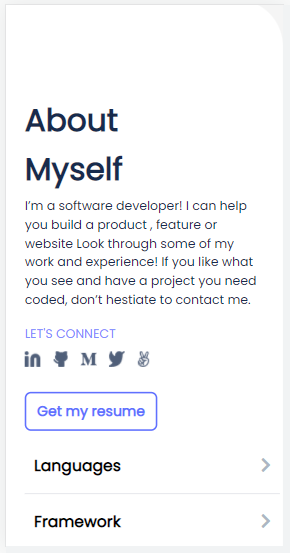 About
Myself
I’m a software developer! I can help
you build a product , feature or
website Look through some of my
work and experience! If you like what
you see and have a project you need
coded, don’t hestiate to contact me.
LET'S CONNECT
Get my resume
Languages
Framework